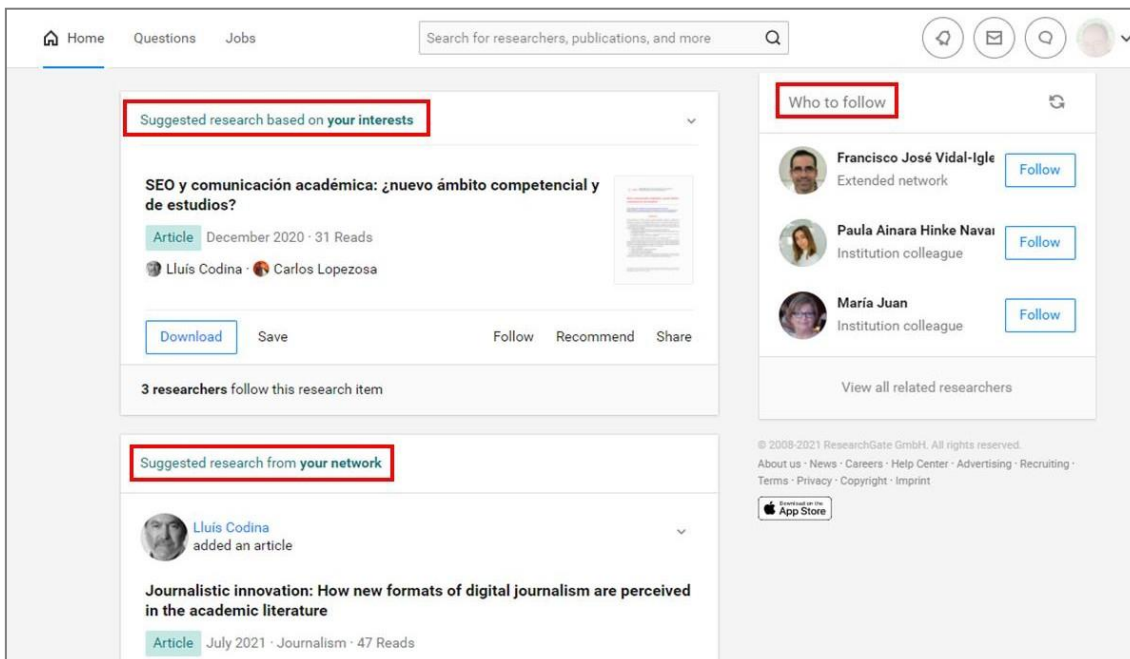 Home Questions Jobs
Search for researchers, publications, and more
Suggested research based on your interests
SEO y comunicación académica: ¿nuevo ámbito competencial y
de estudios?
Article December 2020 · 31 Reads
Lluís Codina · Carlos Lopezosa
Download Save Follow Recommend Share
3 researchers follow this research item
Suggested research from your network
Lluís Codina
added an article
Journalistic innovation: How new formats of digital journalism are perceived
in the academic literature
Article July 2021 · Journalism · 47 Reads
Who to follow
Francisco José Vidal-Igle
Extended network
Follow
Paula Ainara Hinke Navar
Institution colleague
Follow
María Juan
Institution colleague
Follow
View all related researchers
© 2008-2021 ResearchGate GmbH. All rights reserved.
About us · News · Careers · Help Center · Advertising · Recruiting ·
Terms · Privacy · Copyright · Imprint
Download on the
App Store